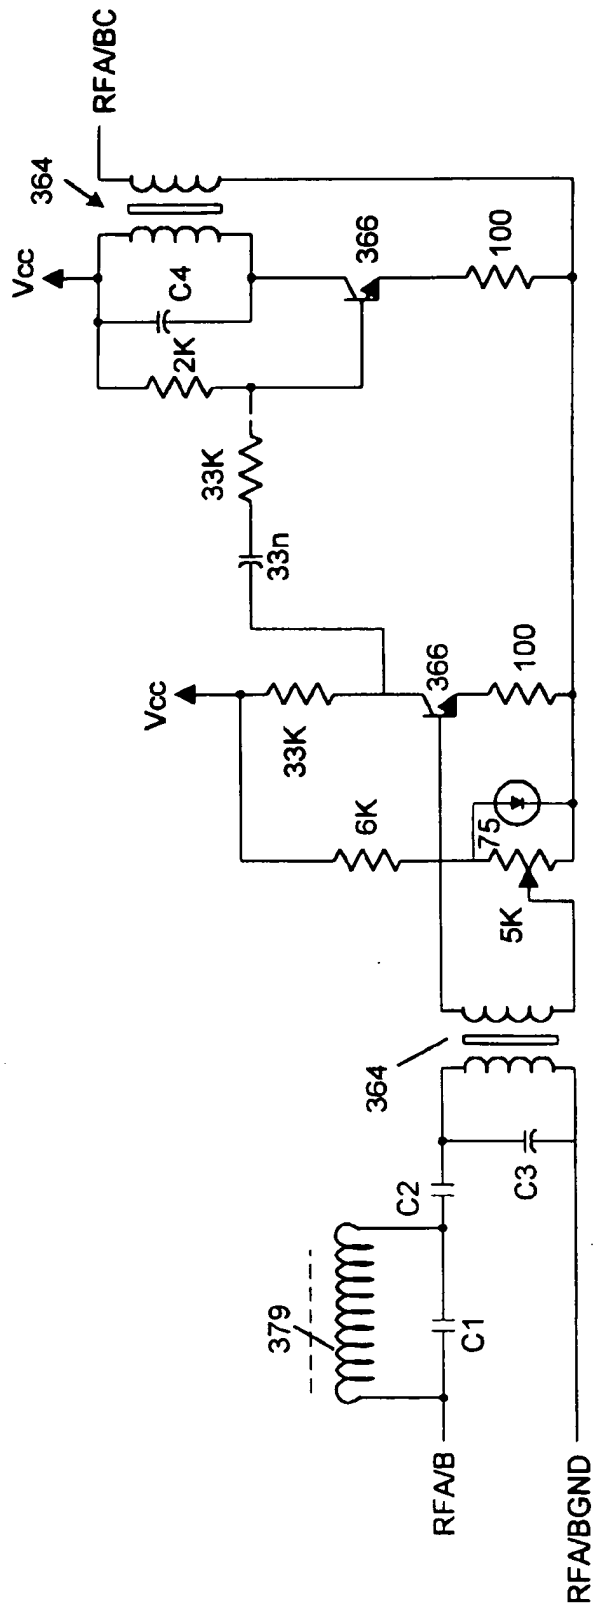 RFA/BC
364
Vcc
C4
2K
366
100
33K
33n
Vcc
33K
366
100
6K
75
5K
364
C2
C3
379
C1
RFA/B
RFA/BGND